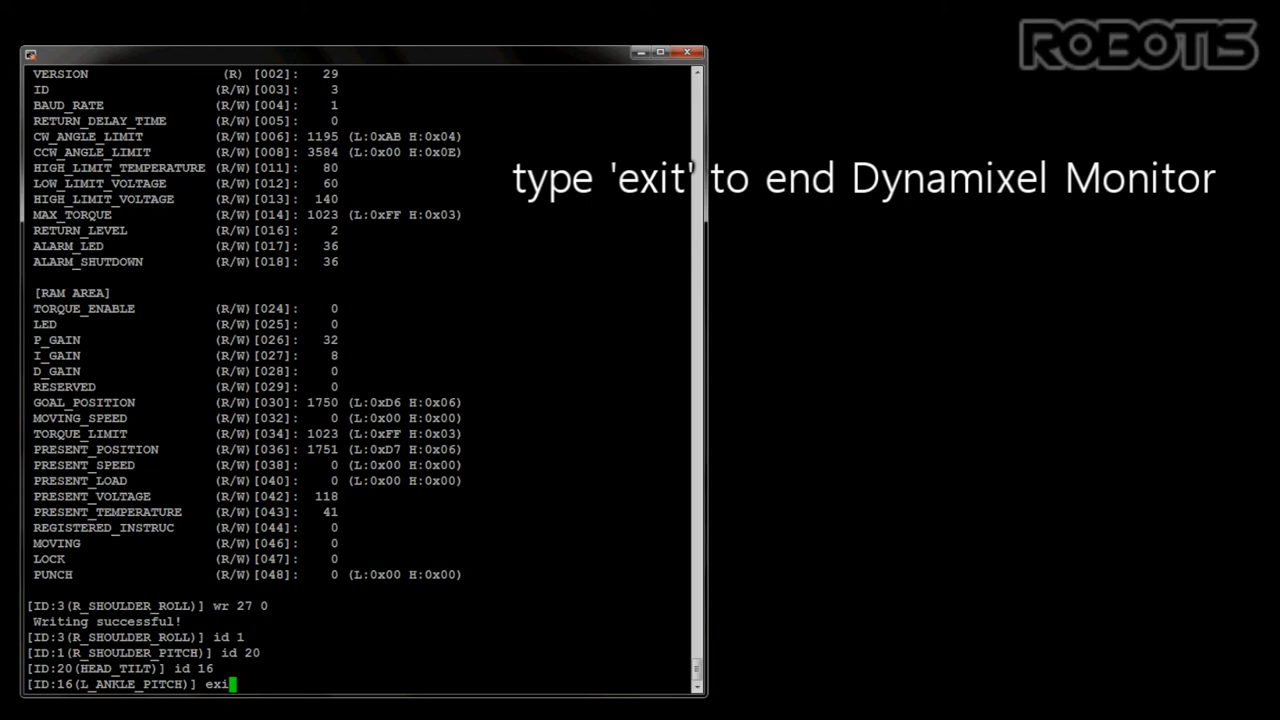 ROBOTIS
VERSION (R) [002]: 29
ID (R/W)[003]: 3
BAUD_RATE (R/W)[004]: 1
RETURN_DELAY_TIME (R/W)[005]: 0
CW_ANGLE_LIMIT (R/W)[006]: 1195 (L:0xAB H:0x04)
CCW_ANGLE_LIMIT (R/W)[008]: 3584 (L:0x00 H:0x0E)
HIGH_LIMIT_TEMPERATURE (R/W)[011]: 80
LOW_LIMIT_VOLTAGE (R/W)[012]: 60
HIGH_LIMIT_VOLTAGE (R/W)[013]: 140
MAX_TORQUE (R/W)[014]: 1023 (L:0xFF H:0x03)
RETURN_LEVEL (R/W)[016]: 2
ALARM_LED (R/W)[017]: 36
ALARM_SHUTDOWN (R/W)[018]: 36
[RAM AREA]
TORQUE_ENABLE (R/W)[024]: 0
LED (R/W)[025]: 0
P_GAIN (R/W)[026]: 32
I_GAIN (R/W)[027]: 8
D_GAIN (R/W)[028]: 0
RESERVED (R/W)[029]: 0
GOAL_POSITION (R/W)[030]: 1750 (L:0xD6 H:0x06)
MOVING_SPEED (R/W)[032]: 0 (L:0x00 H:0x00)
TORQUE_LIMIT (R/W)[034]: 1023 (L:0xFF H:0x03)
PRESENT_POSITION (R/W)[036]: 1751 (L:0xD7 H:0x06)
PRESENT_SPEED (R/W)[038]: 0 (L:0x00 H:0x00)
PRESENT_LOAD (R/W)[040]: 0 (L:0x00 H:0x00)
PRESENT_VOLTAGE (R/W)[042]: 118
PRESENT_TEMPERATURE (R/W)[043]: 41
REGISTERED_INSTRUC (R/W)[044]: 0
MOVING (R/W)[046]: 0
LOCK (R/W)[047]: 0
PUNCH (R/W)[048]: 0 (L:0x00 H:0x00)
[ID:3(R_SHOULDER_ROLL)] wr 27 0
Writing successful!
[ID:3(R_SHOULDER_ROLL)] id 1
[ID:1(R_SHOULDER_PITCH)] id 20
[ID:20(HEAD_TILT)] id 16
[ID:16(L_ANKLE_PITCH)] exi
type 'exit' to end Dynamixel Monitor